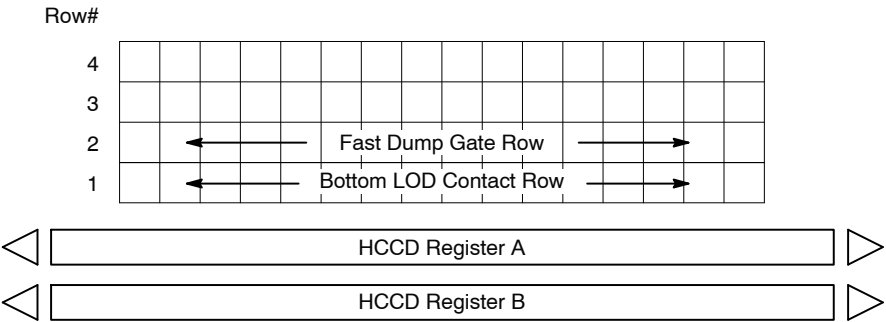 Row#
4
3
2 Fast Dump Gate Row
1 Bottom LOD Contact Row
HCCD Register A
HCCD Register B